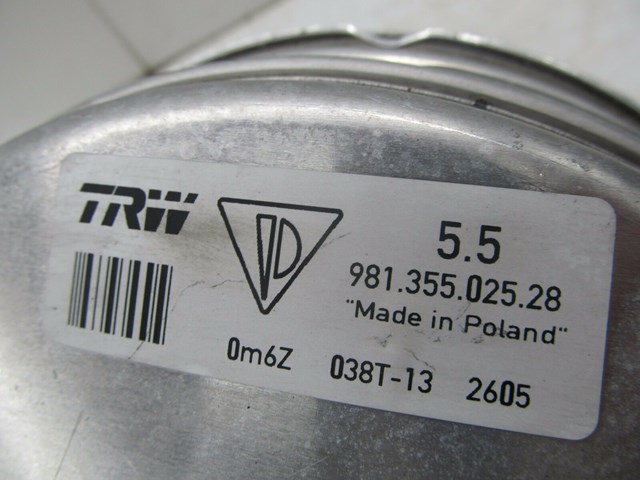 TRW
5.5
981.355.025.28
"Made in Poland"
0m6Z 038T-13 2605